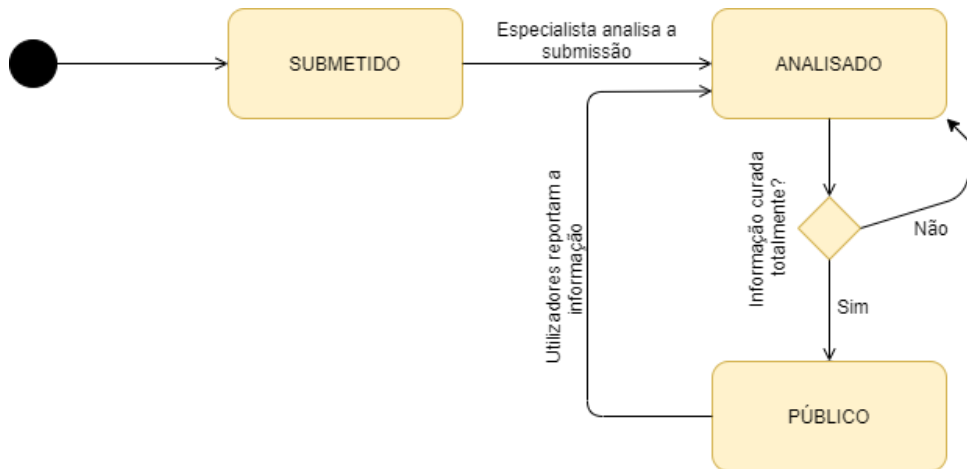 SUBMETIDO
Especialista analisa a
submissão
ANALISADO
Utilizadores reportam a
informação
Informação curada
totalmente?
Não
Sim
PÚBLICO